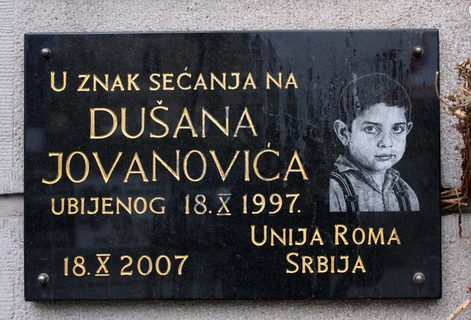 U ZNAK SEĆANJA NA
DUŠANA
JOVANOVIĆA
UBIJENOG 18.X 1997.
UNIJA ROMA
18.X 2007 SRBIJA